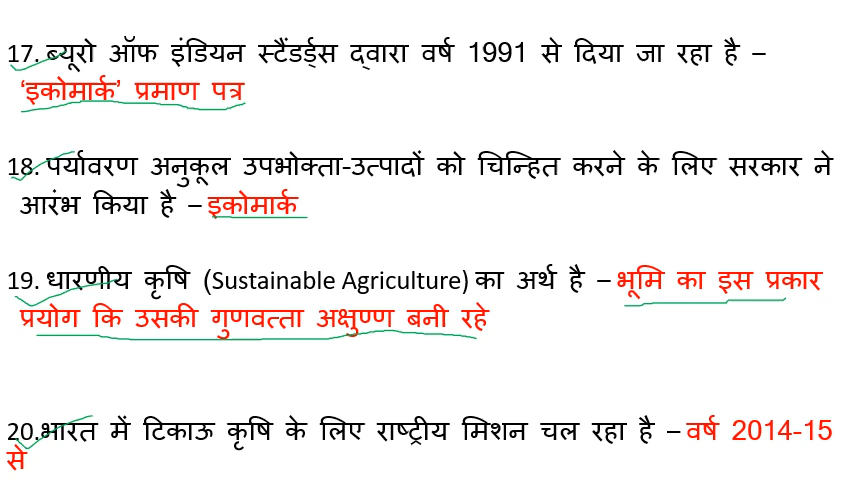 17. ब्यूरो ऑफ इंडियन स्टैंडर्ड्स द्वारा वर्ष 1991 से दिया जा रहा है –
‘इकोमार्क’ प्रमाण पत्र
18. पर्यावरण अनुकूल उपभोक्ता-उत्पादों को चिन्हित करने के लिए सरकार ने
आरंभ किया है – इकोमार्क
19. धारणीय कृषि (Sustainable Agriculture) का अर्थ है – भूमि का इस प्रकार
प्रयोग कि उसकी गुणवत्ता अक्षुण्ण बनी रहे
20.भारत में टिकाऊ कृषि के लिए राष्ट्रीय मिशन चल रहा है – वर्ष 2014-15
से